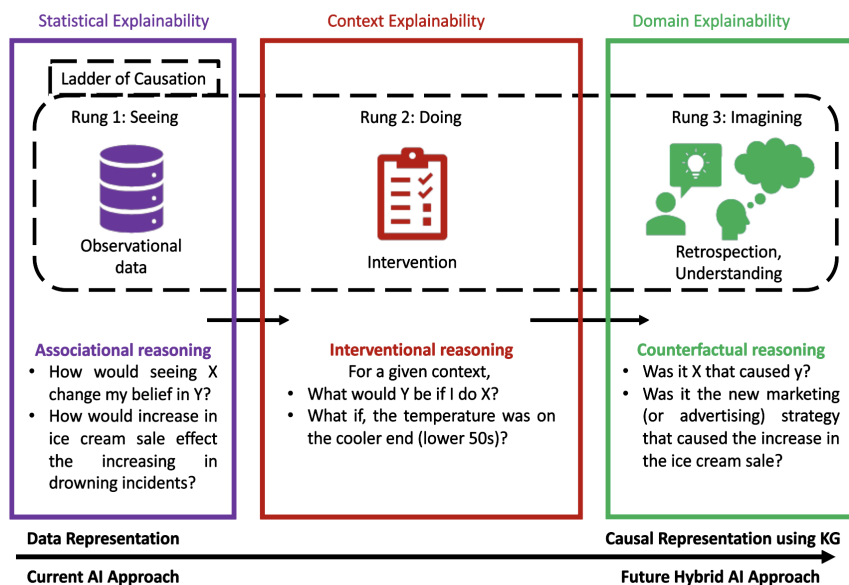 Statistical Explainability
Context Explainability
Domain Explainability
Ladder of Causation
Rung 1: Seeing
Observational
data
Rung 2: Doing
Intervention
Rung 3: Imagining
Retrospection,
Understanding
Associational reasoning
• How would seeing X
change my belief in Y?
• How would increase in
ice cream sale effect
the increasing in
drowning incidents?
Interventional reasoning
For a given context,
• What would Y be if I do X?
• What if, the temperature was on
the cooler end (lower 50s)?
Counterfactual reasoning
• Was it X that caused y?
• Was it the new marketing
(or advertising) strategy
that caused the increase in
the ice cream sale?
Data Representation
Causal Representation using KG
Current AI Approach
Future Hybrid AI Approach